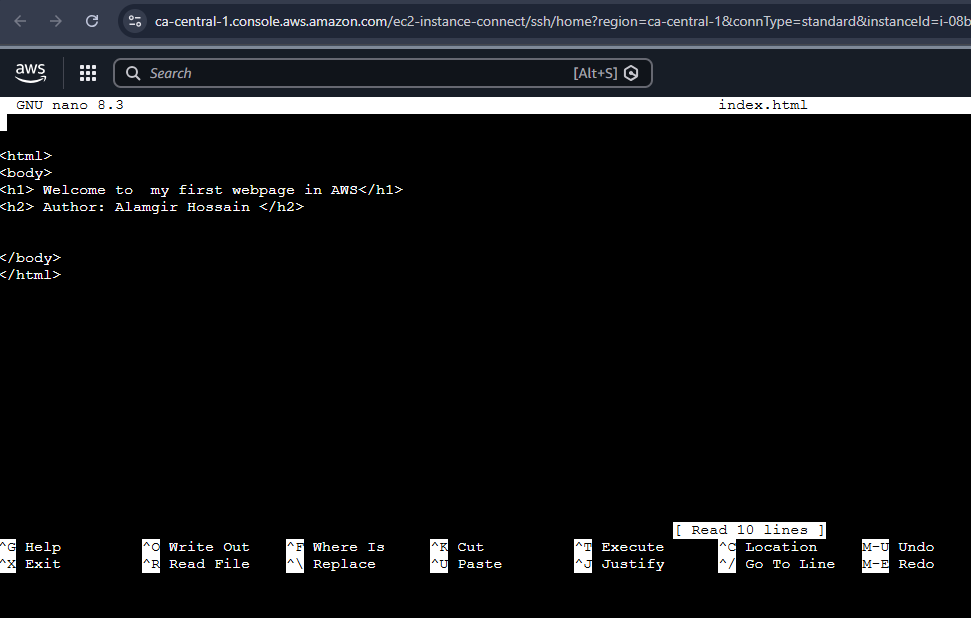 ca-central-1.console.aws.amazon.com/ec2-instance-connect/ssh/home?region=ca-central-1&connType=standard&instanceId=i-08b
aws
Search [Alt+S]
GNU nano 8.3 index.html
<html>
<body>
<h1> Welcome to  my first webpage in AWS</h1>
<h2> Author: Alamgir Hossain </h2>
</body>
</html>
[ Read 10 lines ]
^G Help ^O Write Out ^F Where Is ^K Cut ^T Execute ^C Location M-U Undo
^X Exit ^R Read File ^\ Replace ^U Paste ^J Justify ^/ Go To Line M-E Redo